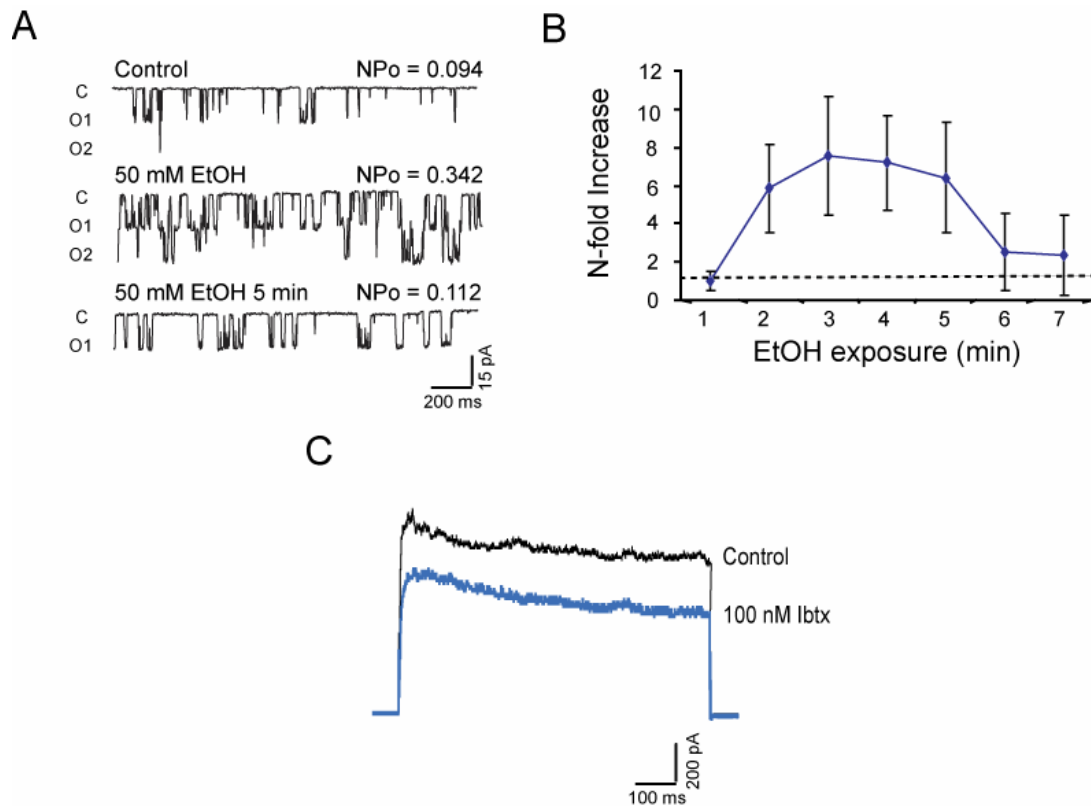 A
Control NPo = 0.094
C
O1
O2
50 mM EtOH NPo = 0.342
C
O1
O2
50 mM EtOH 5 min NPo = 0.112
C
O1
15 pA
200 ms
B
N-fold Increase
12
10
8
6
4
2
0
1 2 3 4 5 6 7
EtOH exposure (min)
C
Control
100 nM Ibtx
200 pA
100 ms